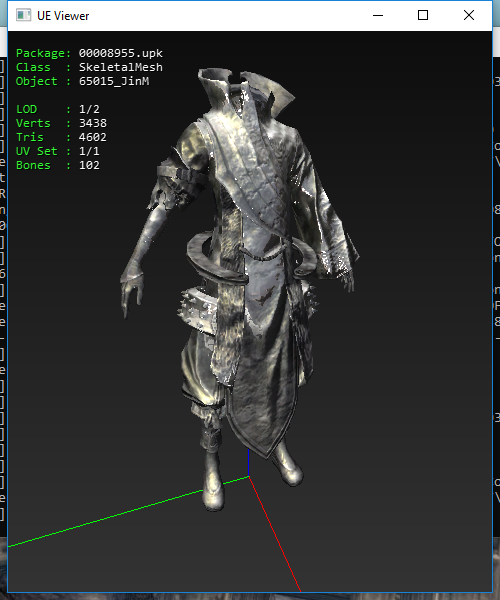 UE Viewer
Package: 00008955.upk
Class  : SkeletalMesh
Object : 65015_JinM
LOD    : 1/2
Verts  : 3438
Tris   : 4602
UV Set : 1/1
Bones  : 102